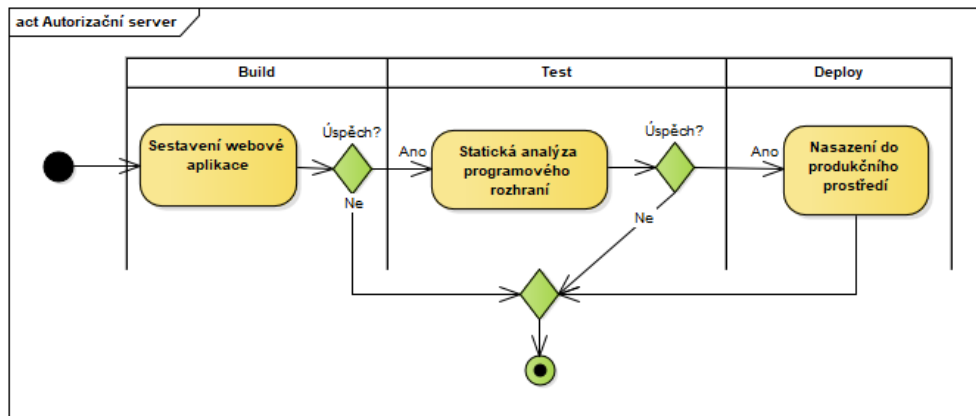 act Autorizační server
Build
Test
Deploy
Úspěch?
Úspěch?
Sestavení webové
aplikace
Ano
Statická analýza
programového
rozhraní
Ano
Nasazení do
produkčního
prostředí
Ne
Ne